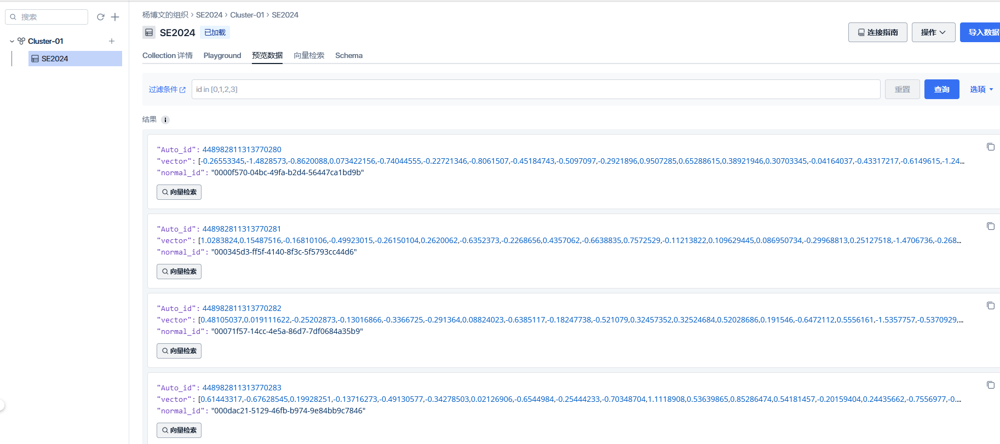 搜索
Cluster-01
SE2024
杨博文的组织 › SE2024 › Cluster-01 › SE2024
SE2024 已加载
连接指南 操作 导入数据
Collection 详情 Playground 预览数据 向量检索 Schema
过滤条件 id in [0,1,2,3] 重置 查询 选项
结果
"Auto_id": 448982811313770280
"vector": [-0.26553345,-1.4828573,-0.8620088,0.073422156,-0.74044555,-0.22721346,-0.8061507,-0.45184743,-0.5097097,-0.2921896,0.9507285,0.65288615,0.38921946,0.30703345,-0.04164037,-0.43317217,-0.6149615,-1.24...
"normal_id": "0000f570-04bc-49fa-b2d4-56447ca1bd9b"
向量检索
"Auto_id": 448982811313770281
"vector": [1.0283824,0.15487516,-0.16810106,-0.49923015,-0.26150104,0.2620062,-0.6352373,-0.2268656,0.4357062,-0.6638835,0.7572529,-0.11213822,0.109629445,0.086950734,-0.29968813,0.25127518,-1.4706736,-0.268...
"normal_id": "000345d3-ff5f-4140-8f3c-5f5793cc44d6"
向量检索
"Auto_id": 448982811313770282
"vector": [0.48105037,0.019111622,-0.25202873,-0.13016866,-0.3366725,-0.291364,0.08824023,-0.6385117,-0.18247738,-0.521079,0.32457352,0.32524684,0.52028686,0.191546,-0.6472112,0.5556161,-1.5357757,-0.5370929,...
"normal_id": "00071f57-14cc-4e5a-86d7-7df0684a35b9"
向量检索
"Auto_id": 448982811313770283
"vector": [0.61443317,-0.67628545,0.19928251,-0.13716273,-0.49130577,-0.34278503,0.02126906,-0.6544984,-0.25444233,-0.70348704,1.1118908,0.53639865,0.85286474,0.54181457,-0.20159404,0.24435662,-0.7556977,-0....
"normal_id": "000dac21-5129-46fb-b974-9e84bb9c7846"
向量检索